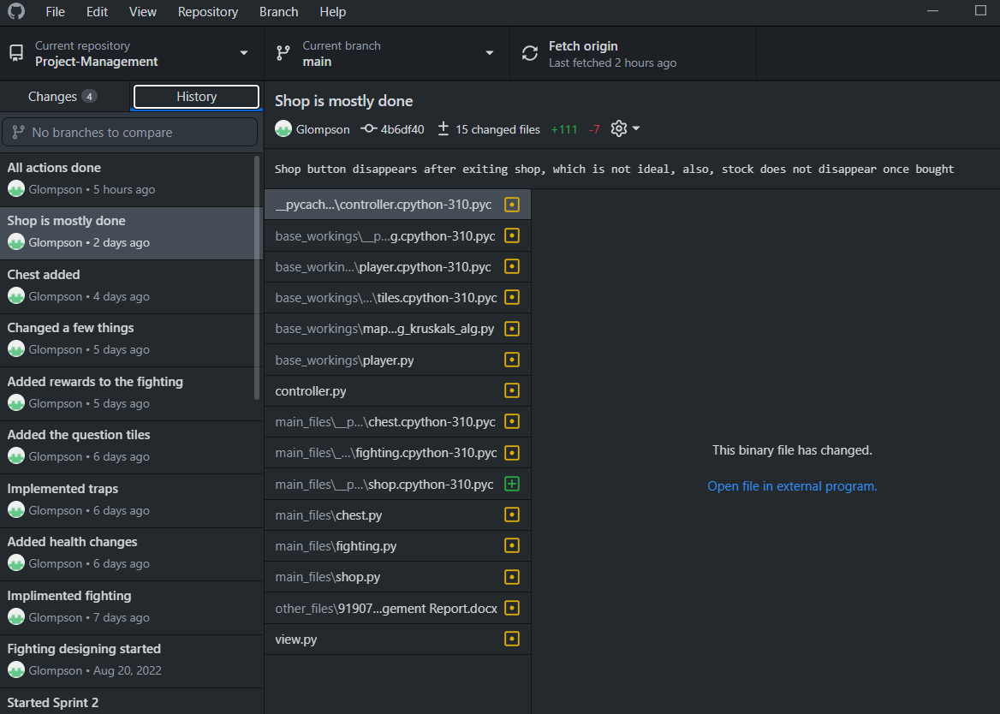 File Edit View Repository Branch Help
Current repository
Project-Management
Current branch
main
Fetch origin
Last fetched 2 hours ago
Changes 4
History
No branches to compare
All actions done
Glompson • 5 hours ago
Shop is mostly done
Glompson • 2 days ago
Chest added
Glompson • 4 days ago
Changed a few things
Glompson • 5 days ago
Added rewards to the fighting
Glompson • 5 days ago
Added the question tiles
Glompson • 6 days ago
Implemented traps
Glompson • 6 days ago
Added health changes
Glompson • 6 days ago
Implimented fighting
Glompson • 7 days ago
Fighting designing started
Glompson • Aug 20, 2022
Started Sprint 2
Shop is mostly done
Glompson 4b6df40 ± 15 changed files +111 -7
Shop button disappears after exiting shop, which is not ideal, also, stock does not disappear once bought
__pycach...\controller.cpython-310.pyc
base_workings\__p...g.cpython-310.pyc
base_workin...\player.cpython-310.pyc
base_workings\...\tiles.cpython-310.pyc
base_workings\map...g_kruskals_alg.py
base_workings\player.py
controller.py
main_files\__p...\chest.cpython-310.pyc
main_files\_...\fighting.cpython-310.pyc
main_files\__p...\shop.cpython-310.pyc
main_files\chest.py
main_files\fighting.py
main_files\shop.py
other_files\91907...gement Report.docx
view.py
This binary file has changed.
Open file in external program.